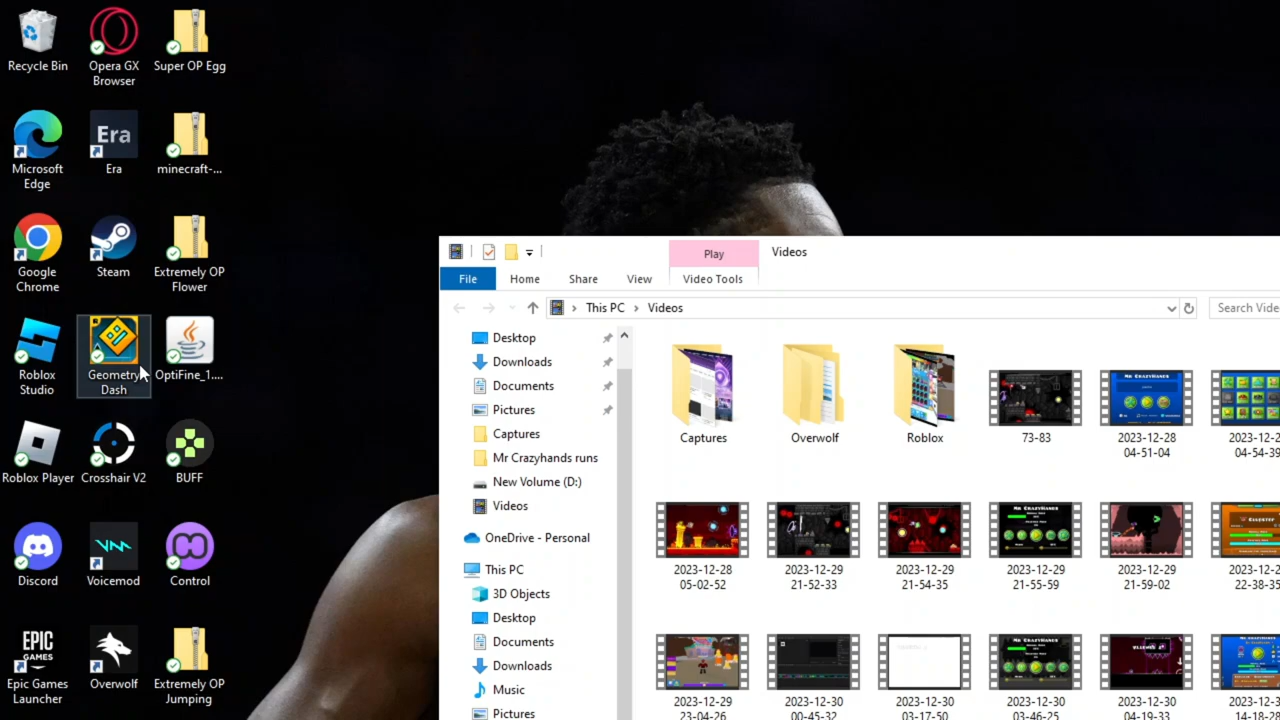 Recycle Bin
Opera GX
Browser
Super OP Egg
Microsoft
Edge
Era
Era
minecraft-...
Google
Chrome
Steam
Extremely OP
Flower
Roblox
Studio
Geometry
Dash
OptiFine_1....
Roblox Player
Crosshair V2
BUFF
Discord
Voicemod
Control
EPIC
GAMES
Epic Games
Launcher
Overwolf
Extremely OP
Jumping
Play
Videos
File
Home
Share
View
Video Tools
This PC
Videos
Search Vide
Desktop
Downloads
Documents
Pictures
Captures
Mr Crazyhands runs
New Volume (D:)
Videos
OneDrive - Personal
This PC
3D Objects
Desktop
Documents
Downloads
Music
Pictures
Captures
Overwolf
Roblox
73-83
Mr CrazyHands
2023-12-28
04-51-04
2023-12-2
04-54-39
2023-12-28
05-02-52
2023-12-29
21-52-33
2023-12-29
21-54-35
2023-12-29
21-55-59
2023-12-29
21-59-02
2023-12-2
22-38-35
2023-12-29
23-04-26
2023-12-30
00-45-32
2023-12-30
03-17-50
Mr CrazyHands
2023-12-30
03-46-25
2023-12-30
04-19-33
2023-12-3